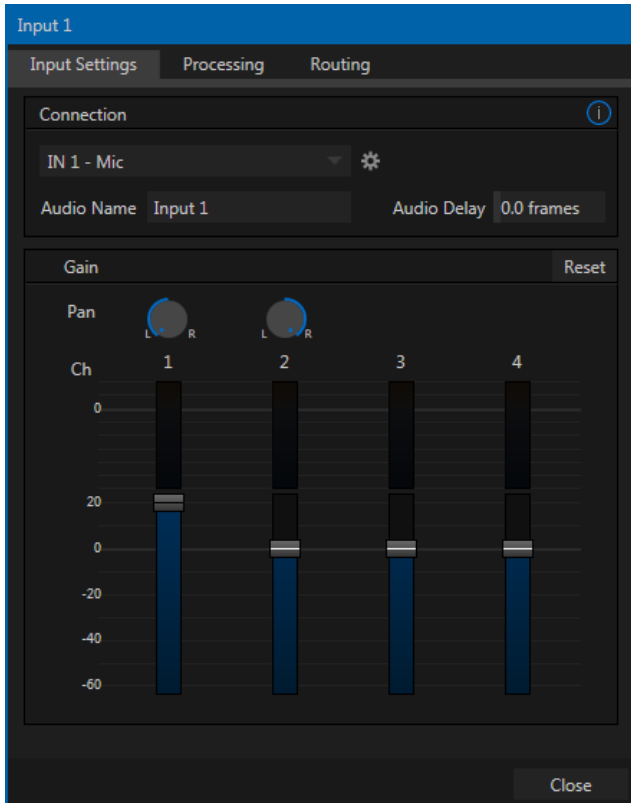 Input 1
Input Settings Processing Routing
Connection i
IN 1 - Mic
Audio Name Input 1 Audio Delay 0.0 frames
Gain Reset
Pan L R L R
Ch 1 2 3 4
0
20
0
-20
-40
-60
Close